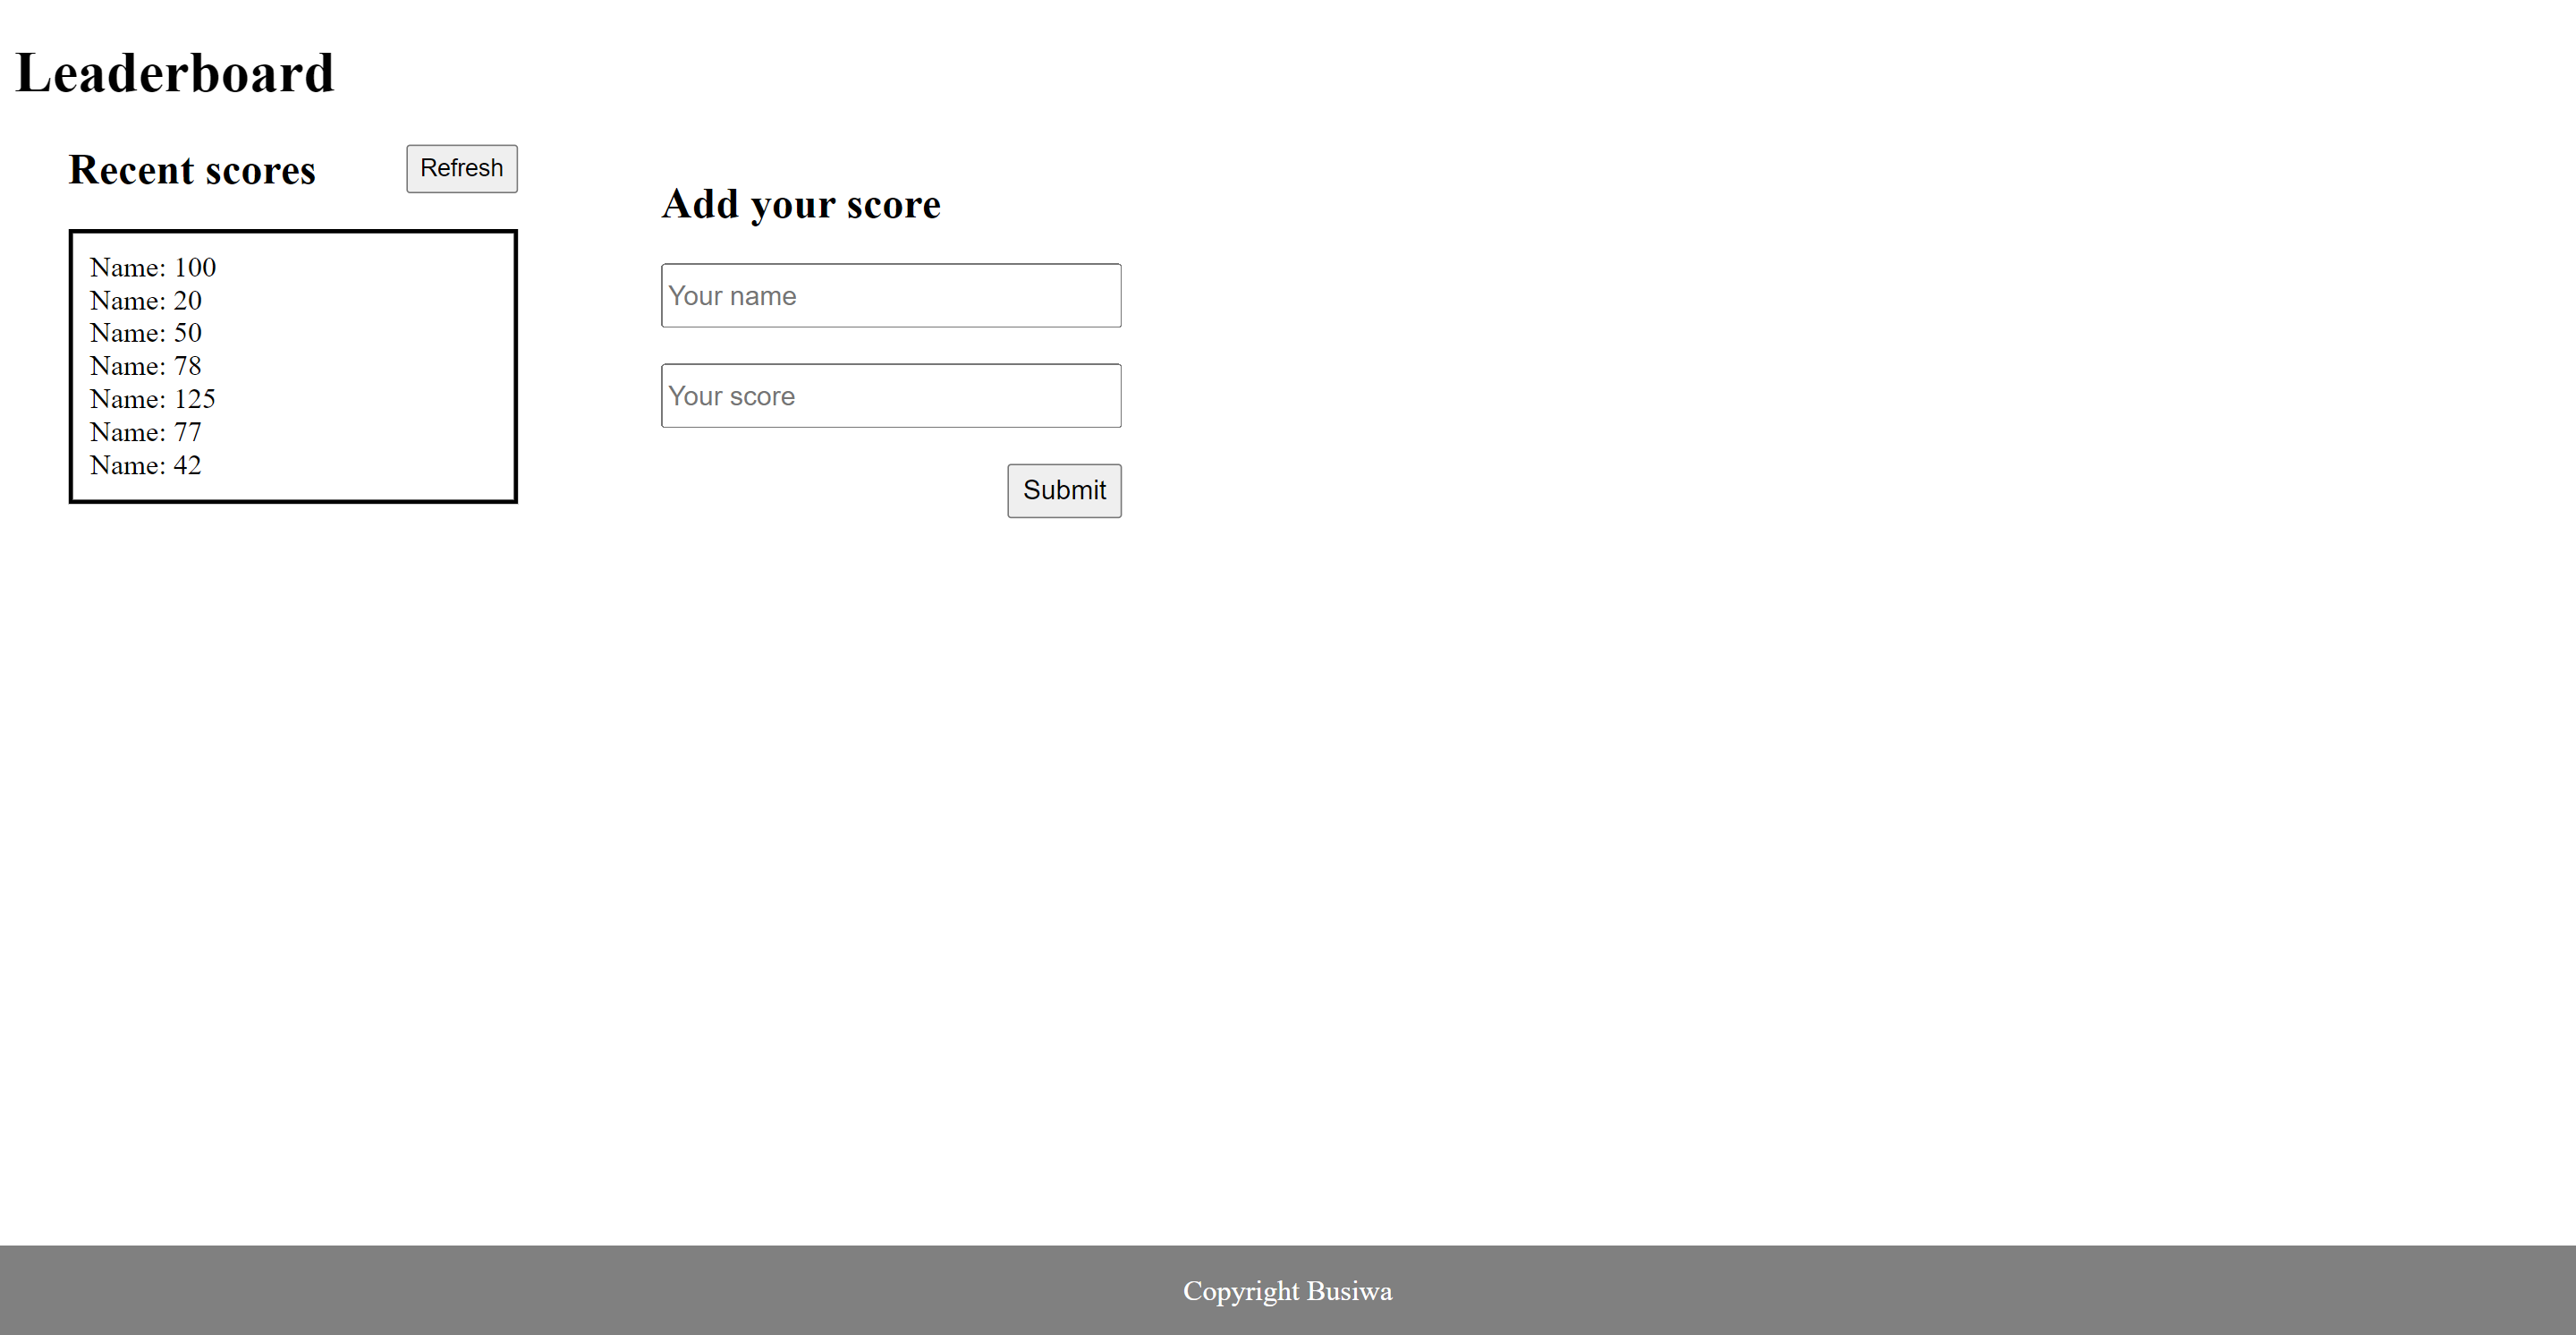 Leaderboard
Recent scores
Refresh
Name: 100
Name: 20
Name: 50
Name: 78
Name: 125
Name: 77
Name: 42
Add your score
Your name
Your score
Submit
Copyright Busiwa